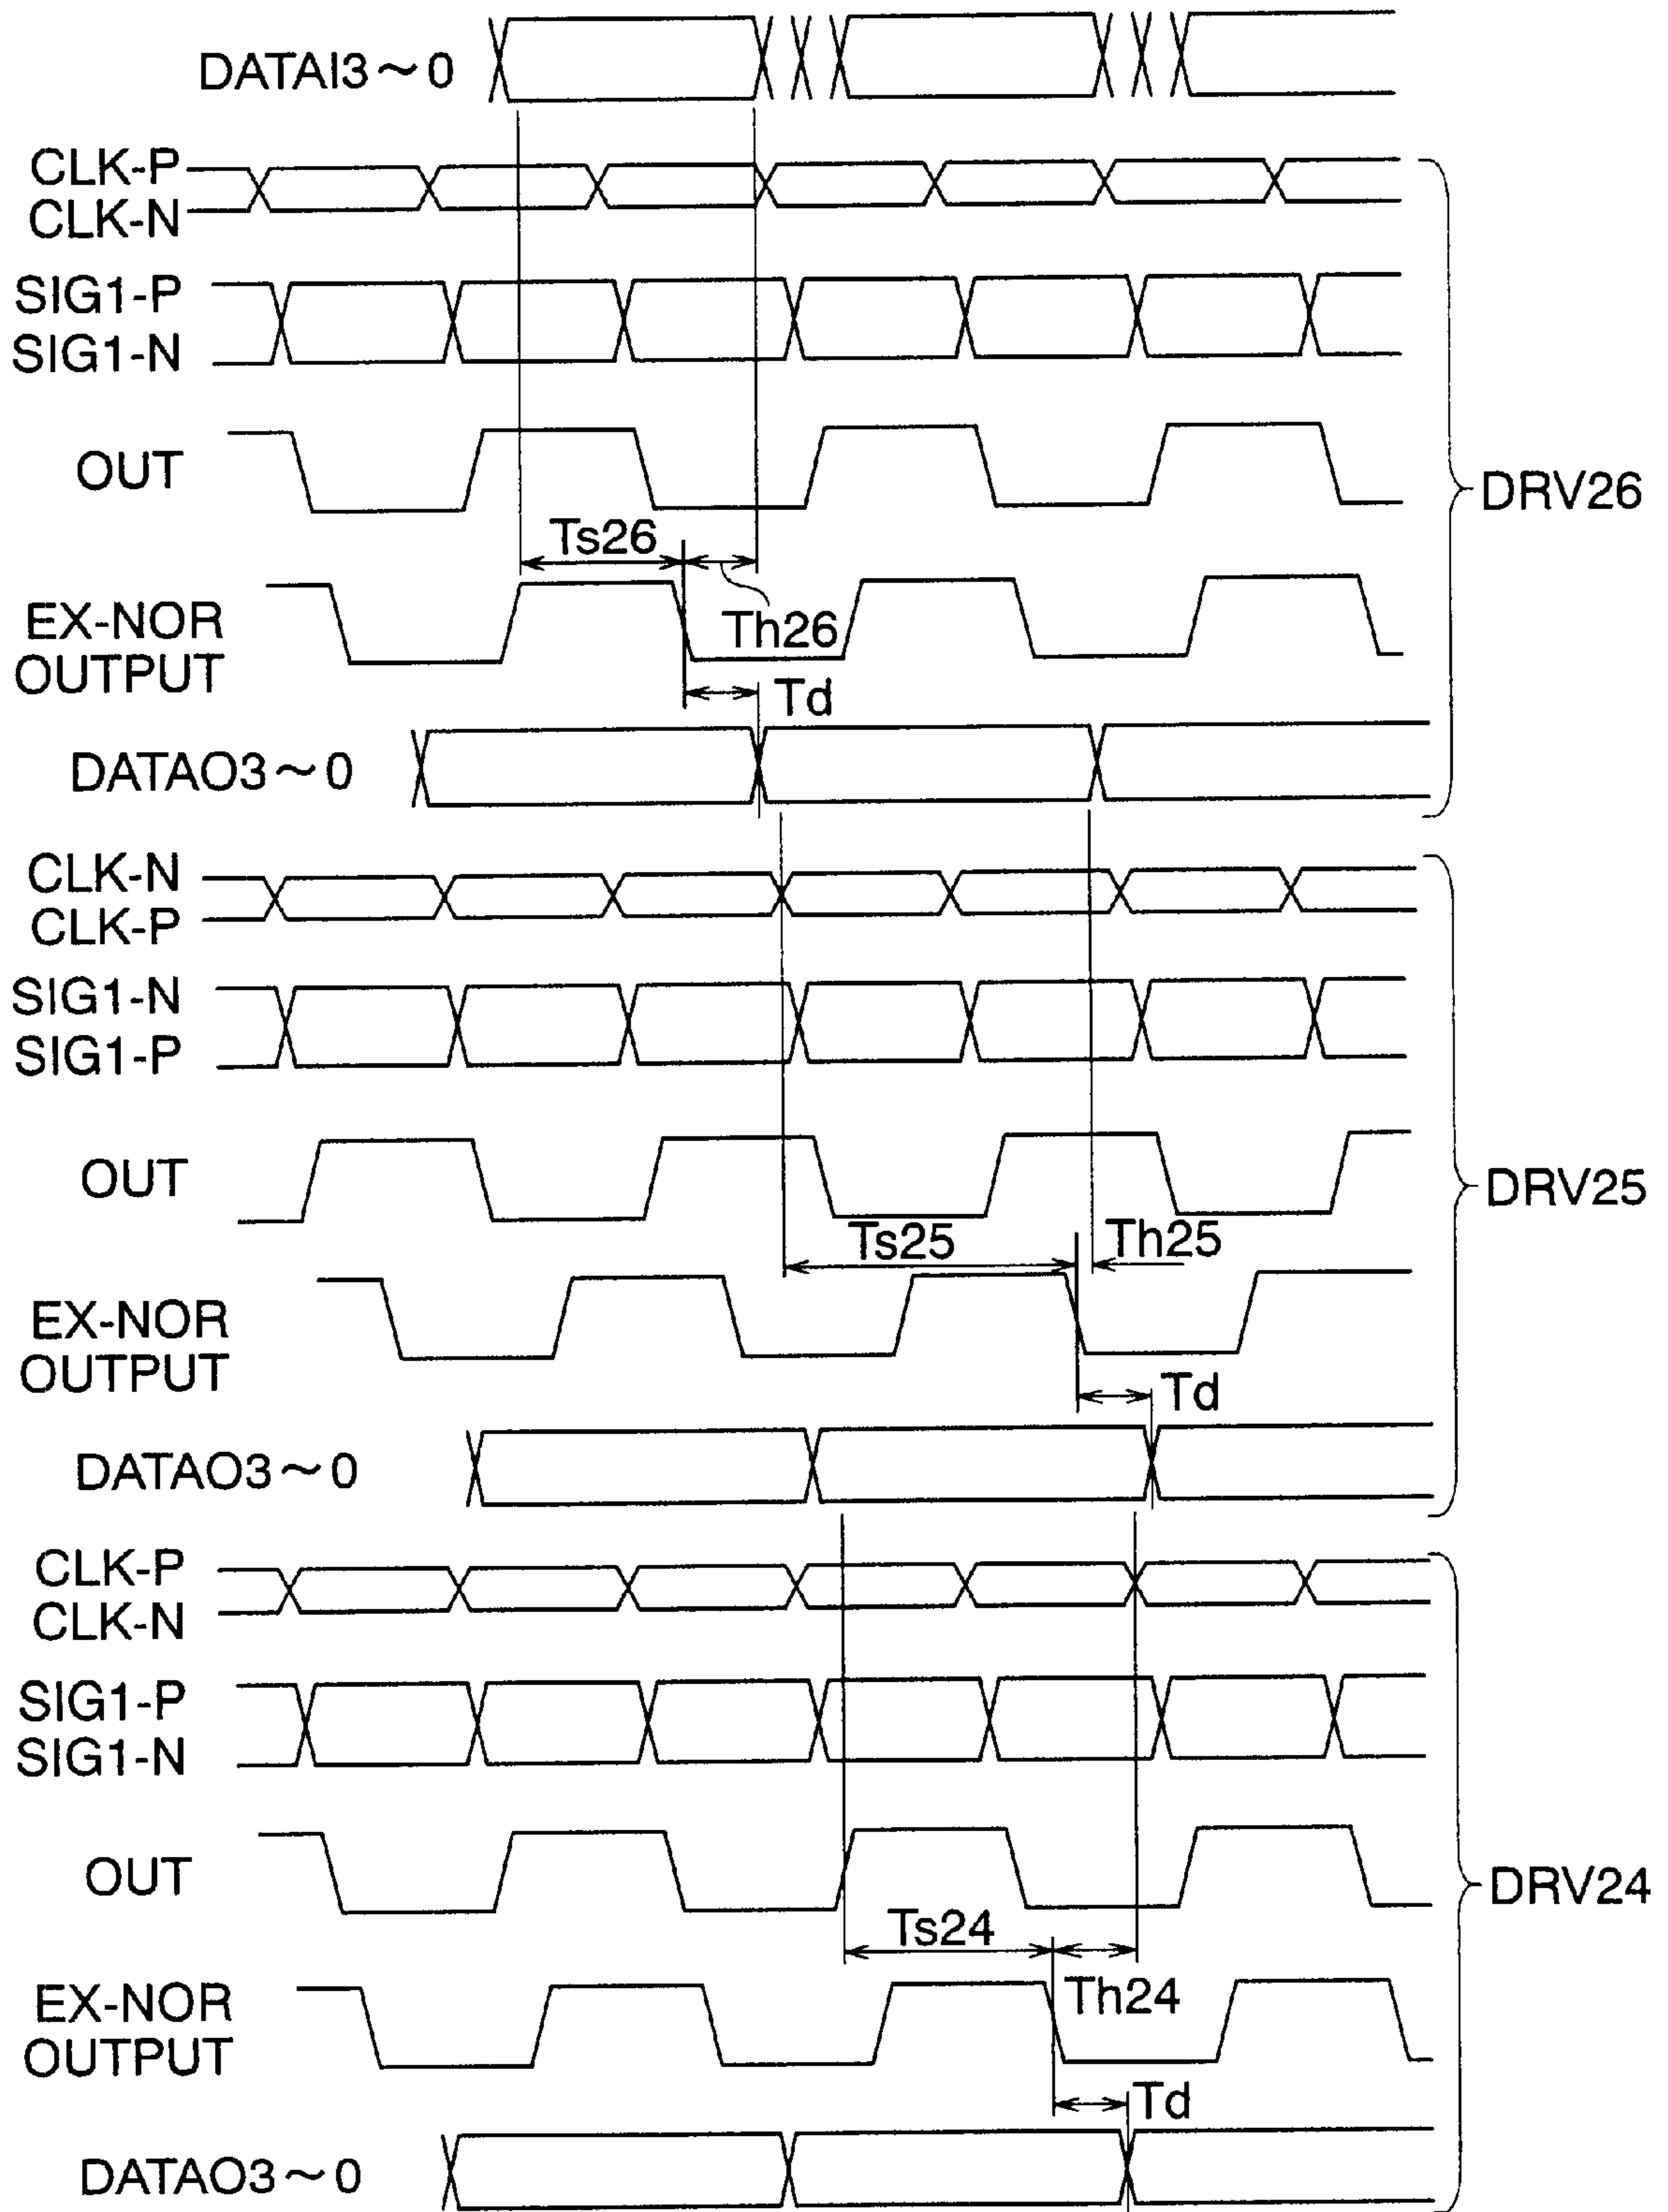 DATAI3~0
CLK-P
CLK-N
SIG1-P
SIG1-N
OUT
DRV26
Ts26
Th26
EX-NOR
OUTPUT
Td
DATAO3~0
CLK-N
CLK-P
SIG1-N
SIG1-P
OUT
DRV25
Ts25
Th25
EX-NOR
OUTPUT
Td
DATAO3~0
CLK-P
CLK-N
SIG1-P
SIG1-N
OUT
DRV24
Ts24
Th24
EX-NOR
OUTPUT
Td
DATAO3~0